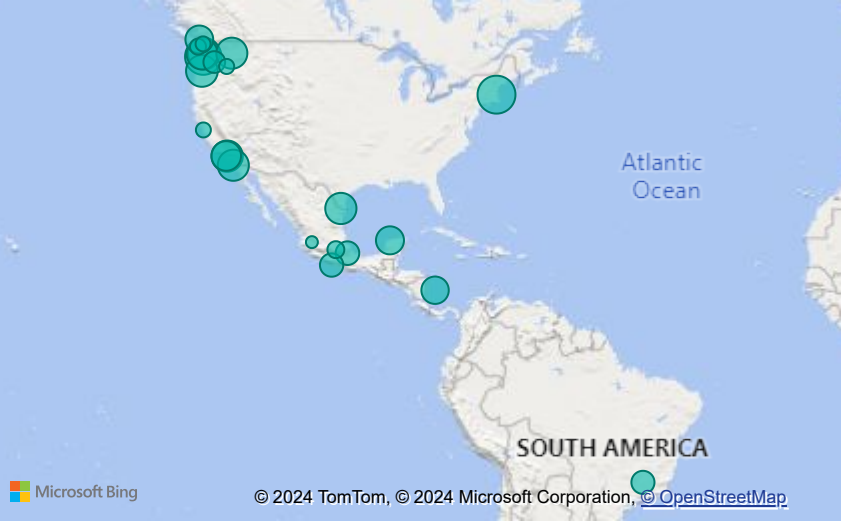 Atlantic
Ocean
SOUTH AMERICA
Microsoft Bing
© 2024 TomTom, © 2024 Microsoft Corporation, © OpenStreetMap